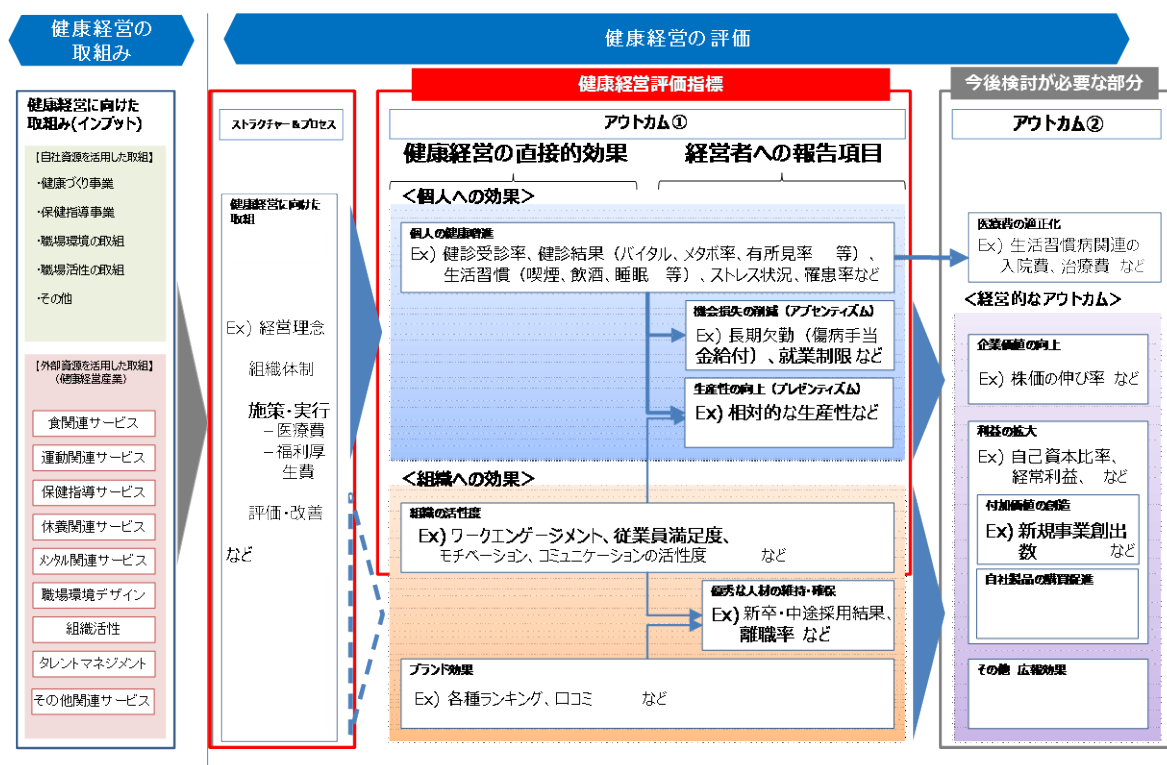 健康経営の
取組み
健康経営の評価
健康経営評価指標
今後検討が必要な部分
健康経営に向けた
取組み(インプット)
【自社資源を活用した取組】
・健康づくり事業
・保健指導事業
・職場環境の取組
・職場活性の取組
・その他
【外部資源を活用した取組】
(健康経営産業)
食関連サービス
運動関連サービス
保健指導サービス
休養関連サービス
メンタル関連サービス
職場環境デザイン
組織活性
タレントマネジメント
その他関連サービス
ストラクチャー&プロセス
健康経営に向けた
取組
Ex) 経営理念
組織体制
施策・実行
－医療費
－福利厚
生費
評価・改善
など
アウトカム①
健康経営の直接的効果
経営者への報告項目
＜個人への効果＞
個人の健康増進
Ex) 健診受診率、健診結果（バイタル、メタボ率、有所見率 等）、
生活習慣（喫煙、飲酒、睡眠 等）、ストレス状況、罹患率など
機会損失の削減（アブセンティズム）
Ex) 長期欠勤（傷病手当
金給付）、就業制限 など
生産性の向上（プレゼンティズム）
Ex) 相対的な生産性など
＜組織への効果＞
組織の活性度
Ex) ワークエンゲージメント、従業員満足度、
モチベーション、コミュニケーションの活性度 など
優秀な人材の維持・確保
Ex) 新卒・中途採用結果、
離職率 など
ブランド効果
Ex) 各種ランキング、口コミ など
アウトカム②
医療費の適正化
Ex) 生活習慣病関連の
入院費、治療費 など
＜経営的なアウトカム＞
企業価値の向上
Ex) 株価の伸び率 など
利益の拡大
Ex) 自己資本比率、
経常利益、 など
付加価値の創造
Ex) 新規事業創出
数 など
自社製品の購買促進
その他 広報効果